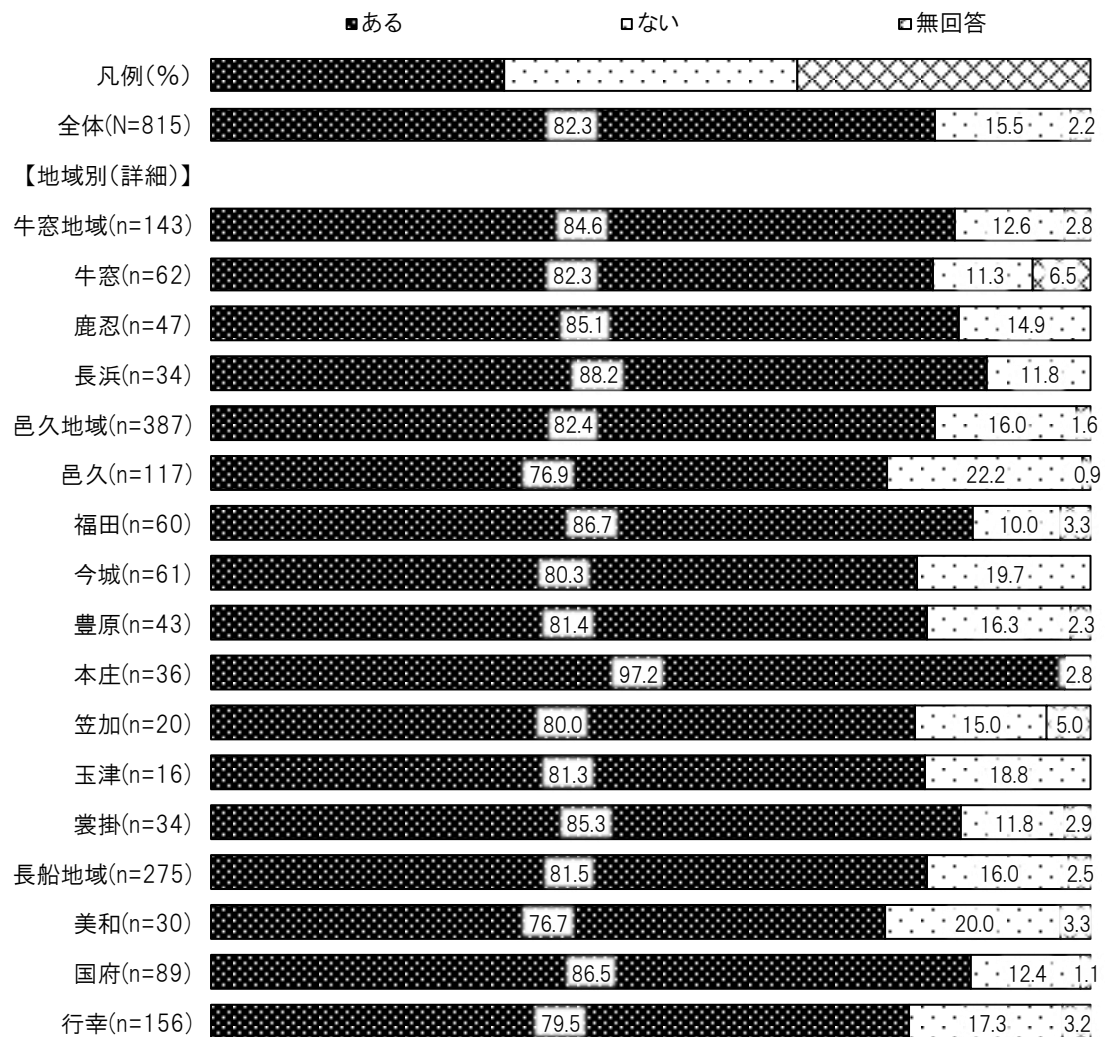 ■ある □ない □無回答
凡例(%)
全体(N=815) 82.3 15.5 2.2
【地域別(詳細)】
牛窓地域(n=143) 84.6 12.6 2.8
牛窓(n=62) 82.3 11.3 6.5
鹿忍(n=47) 85.1 14.9
長浜(n=34) 88.2 11.8
邑久地域(n=387) 82.4 16.0 1.6
邑久(n=117) 76.9 22.2 0.9
福田(n=60) 86.7 10.0 3.3
今城(n=61) 80.3 19.7
豊原(n=43) 81.4 16.3 2.3
本庄(n=36) 97.2 2.8
笠加(n=20) 80.0 15.0 5.0
玉津(n=16) 81.3 18.8
裳掛(n=34) 85.3 11.8 2.9
長船地域(n=275) 81.5 16.0 2.5
美和(n=30) 76.7 20.0 3.3
国府(n=89) 86.5 12.4 1.1
行幸(n=156) 79.5 17.3 3.2